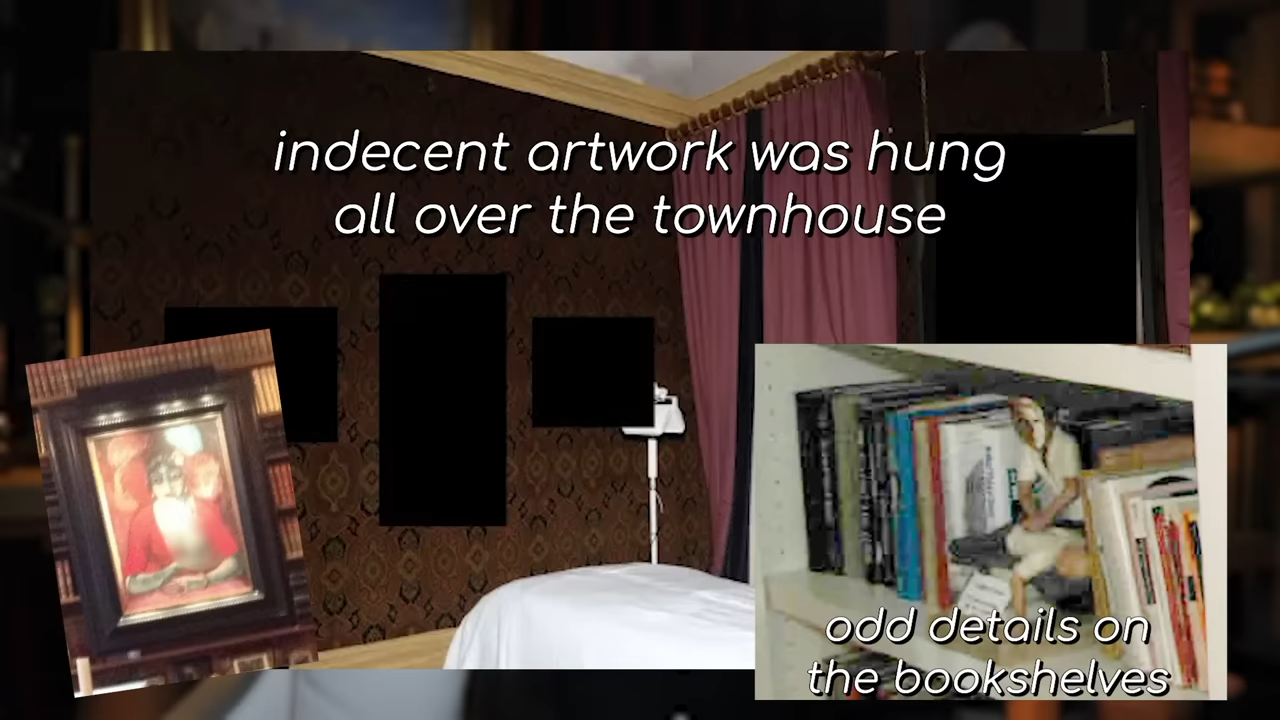 indecent artwork was hung
all over the townhouse
odd details on
the bookshelves